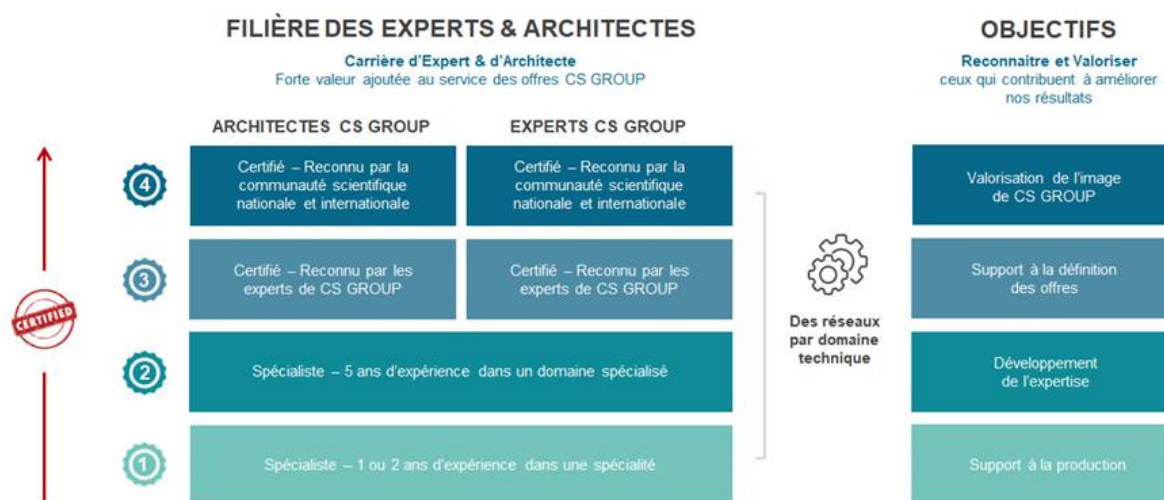 FILIÈRE DES EXPERTS & ARCHITECTES
Carrière d'Expert & d'Architecte
Forte valeur ajoutée au service des offres CS GROUP
OBJECTIFS
Reconnaitre et Valoriser
ceux qui contribuent à améliorer
nos résultats
ARCHITECTES CS GROUP
EXPERTS CS GROUP
4
Certifié – Reconnu par la
communauté scientifique
nationale et internationale
Certifié – Reconnu par la
communauté scientifique
nationale et internationale
Valorisation de l'image
de CS GROUP
3
Certifié – Reconnu par les
experts de CS GROUP
Certifié – Reconnu par les
experts de CS GROUP
Support à la définition
des offres
CERTIFIED
Des réseaux
par domaine
technique
2
Spécialiste – 5 ans d'expérience dans un domaine spécialisé
Développement
de l'expertise
1
Spécialiste – 1 ou 2 ans d'expérience dans une spécialité
Support à la production